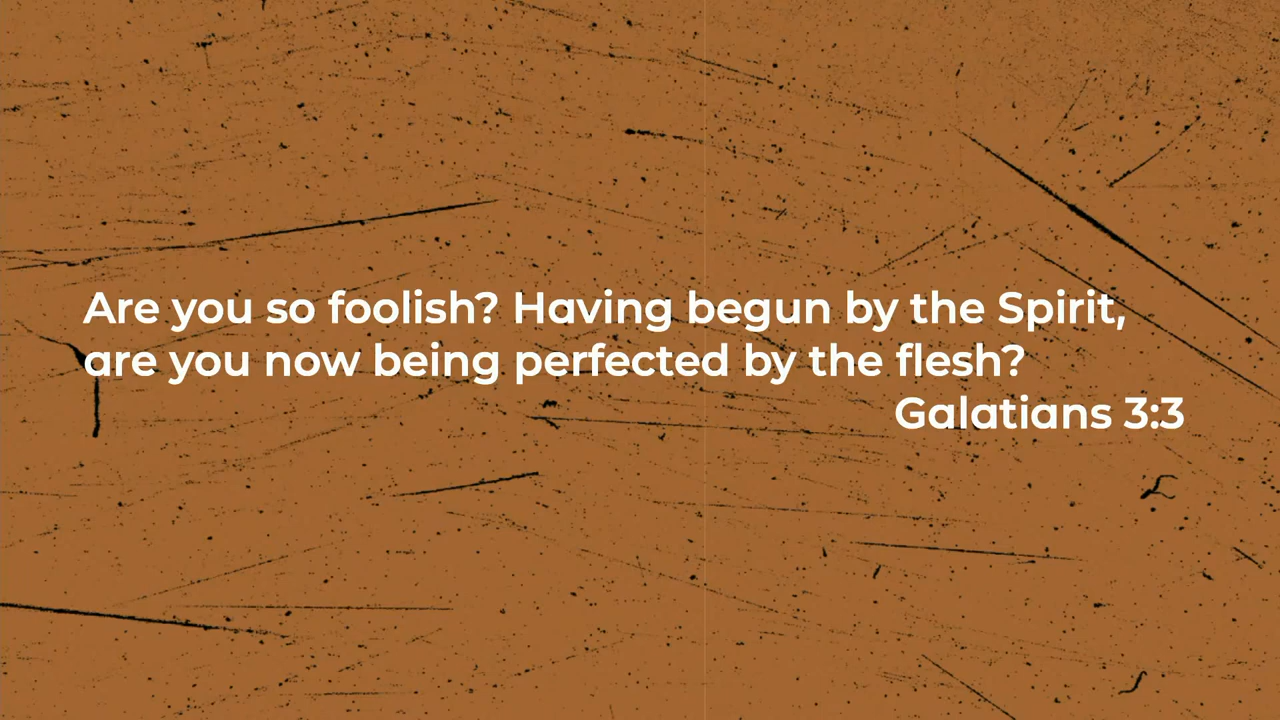 Are you so foolish? Having begun by the Spirit,
are you now being perfected by the flesh?
Galatians 3:3